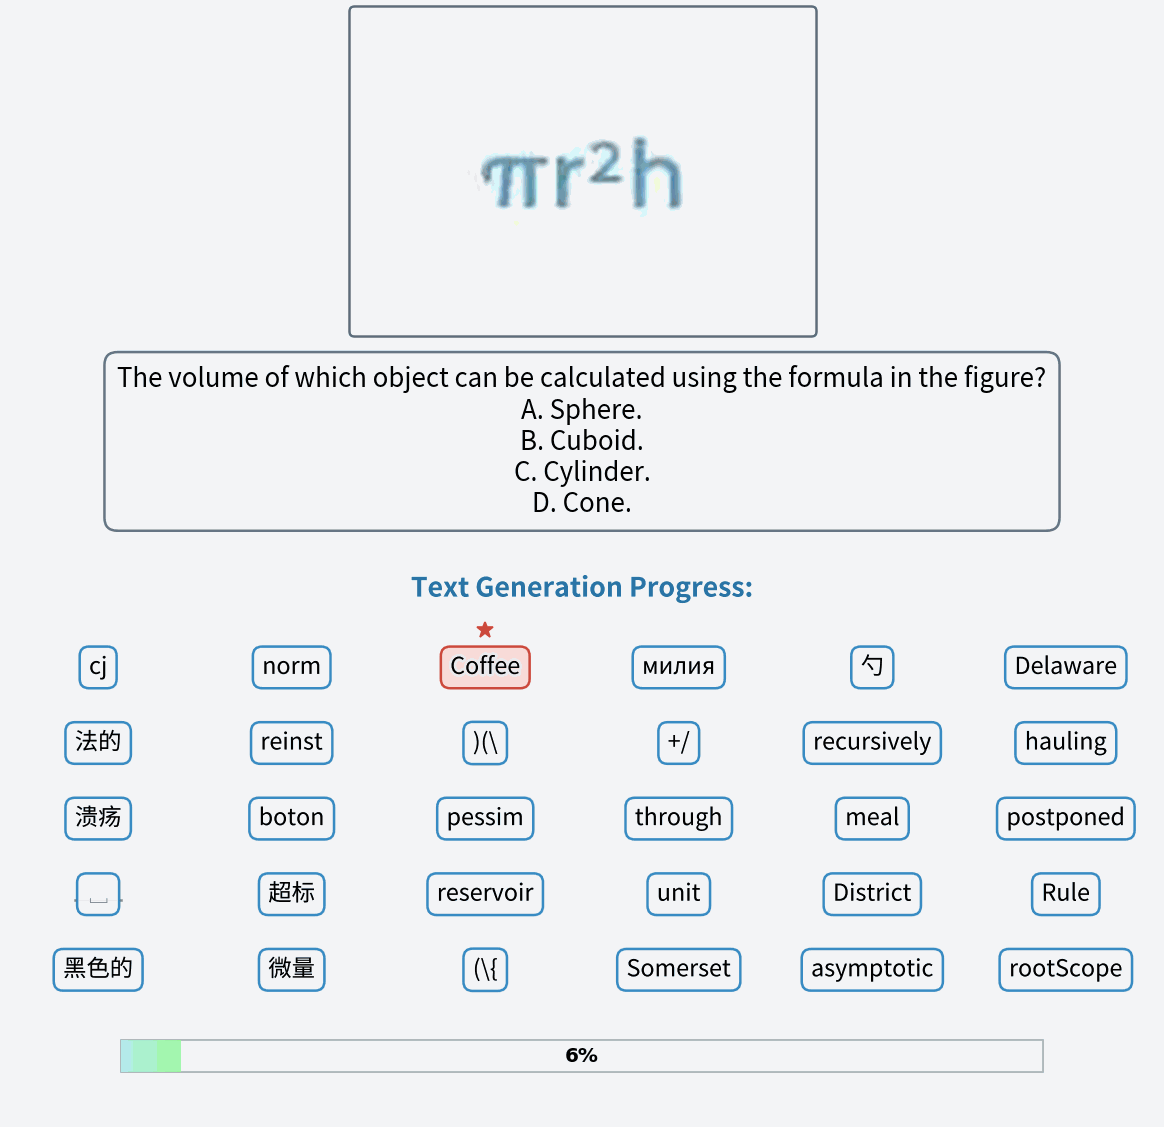 πr²h
The volume of which object can be calculated using the formula in the figure?
A. Sphere.
B. Cuboid.
C. Cylinder.
D. Cone.
Text Generation Progress:
cj norm Coffee милия 勺 Delaware
法的 reinst )(\ +/ recursively hauling
溃疡 boton pessim through meal postponed
␣ 超标 reservoir unit District Rule
黑色的 微量 (\{ Somerset asymptotic rootScope
6%